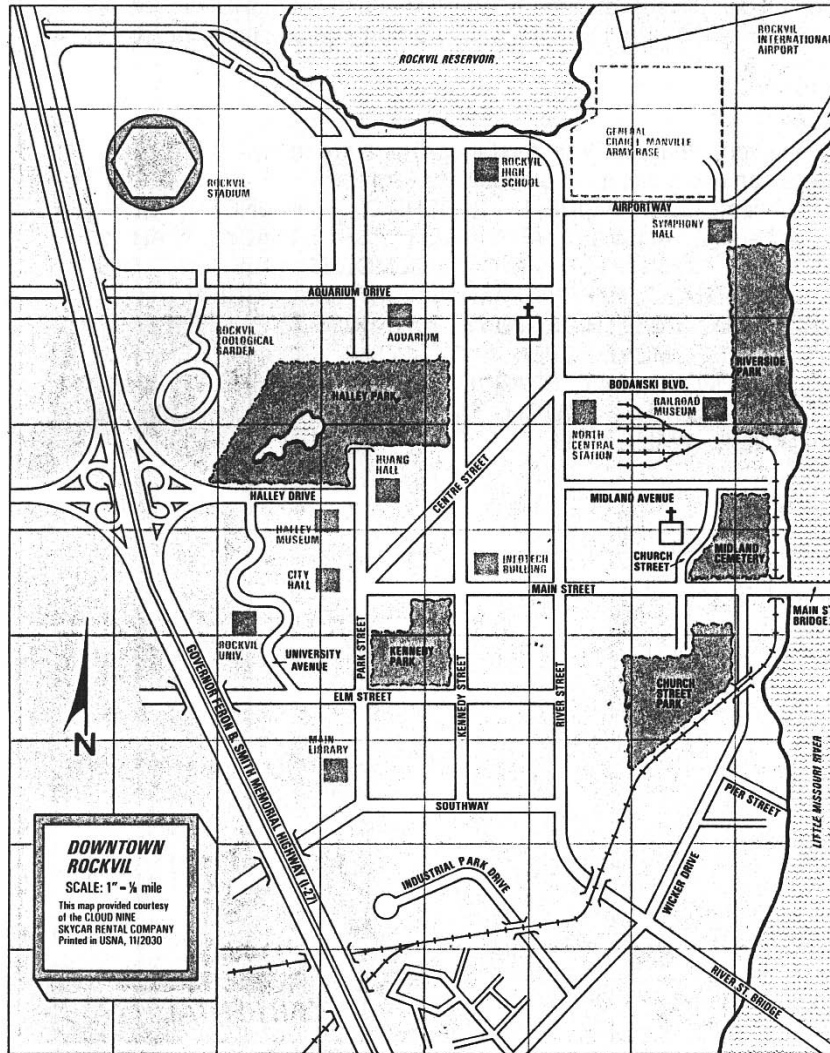 ROCKVIL RESERVOIR
ROCKVIL
INTERNATIONAL
AIRPORT
GENERAL
CRAIG E. MANVILLE
ARMY BASE
ROCKVIL
HIGH
SCHOOL
ROCKVIL
STADIUM
AIRPORTWAY
SYMPHONY
HALL
AQUARIUM DRIVE
ROCKVIL
ZOOLOGICAL
GARDEN
AQUARIUM
RIVERSIDE
PARK
BODANSKI BLVD.
HALLEY PARK
RAILROAD
MUSEUM
NORTH
CENTRAL
STATION
HUANG
HALL
CENTRE STREET
HALLEY DRIVE
MIDLAND AVENUE
HALLEY
MUSEUM
CHURCH
STREET
MIDLAND
CEMETERY
INFOTECH
BUILDING
CITY
HALL
MAIN STREET
MAIN ST
BRIDGE
ROCKVIL
UNIV.
UNIVERSITY
AVENUE
PARK STREET
KENNEDY
PARK
KENNEDY STREET
RIVER STREET
CHURCH
STREET
PARK
ELM STREET
GOVERNOR FERON B. SMITH MEMORIAL HIGHWAY (I-27)
N
MAIN
LIBRARY
LITTLE MISSOURI RIVER
PIER STREET
SOUTHWAY
WICKER DRIVE
INDUSTRIAL PARK DRIVE
RIVER ST. BRIDGE
DOWNTOWN
ROCKVIL
SCALE: 1" = ⅛ mile
This map provided courtesy
of the CLOUD NINE
SKYCAR RENTAL COMPANY
Printed in USNA, 11/2030